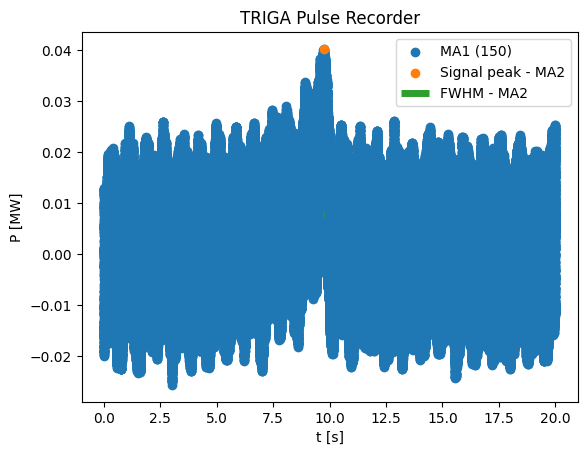 TRIGA Pulse Recorder
MA1 (150)
Signal peak - MA2
FWHM - MA2
P [MW]
0.04
0.03
0.02
0.01
0.00
−0.01
−0.02
0.0 2.5 5.0 7.5 10.0 12.5 15.0 17.5 20.0
t [s]